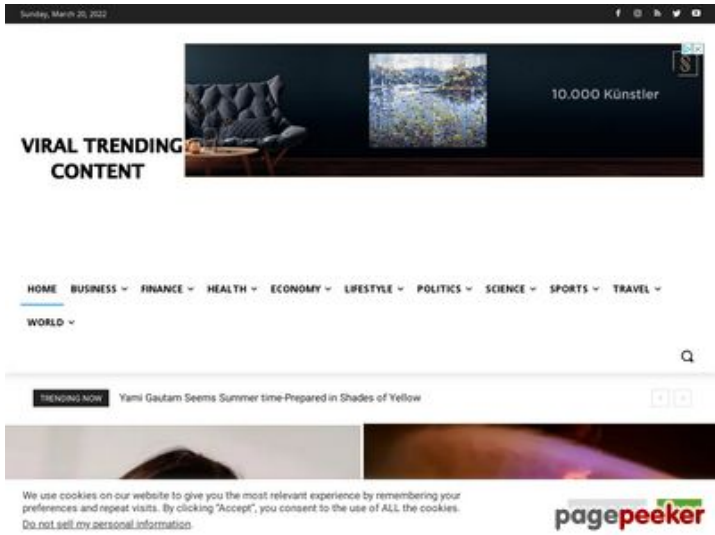 Sunday, March 20, 2022
10.000 Künstler
VIRAL TRENDING
CONTENT
HOME BUSINESS FINANCE HEALTH ECONOMY LIFESTYLE POLITICS SCIENCE SPORTS TRAVEL
WORLD
TRENDING NOW Yami Gautam Seems Summer time-Prepared in Shades of Yellow
We use cookies on our website to give you the most relevant experience by remembering your
preferences and repeat visits. By clicking "Accept", you consent to the use of ALL the cookies.
Do not sell my personal information.
pagepeeker